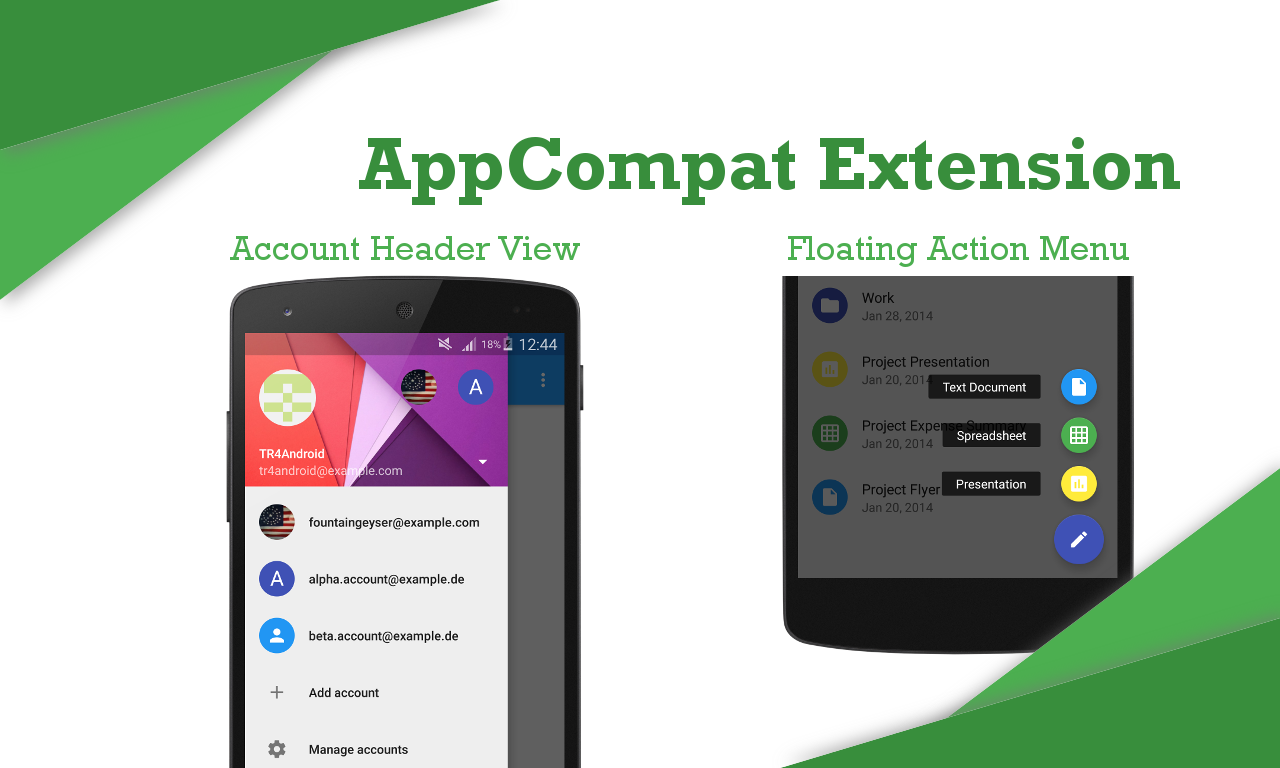 AppCompat Extension
Account Header View
18% 12:44
A
TR4Android
tr4android@example.com
fountaingeyser@example.com
A
alpha.account@example.de
beta.account@example.de
Add account
Manage accounts
Floating Action Menu
Work
Jan 28, 2014
Project Presentation
Jan 20, 2014
Text Document
Project Expense Summary
Jan 20, 2014
Spreadsheet
Project Flyer
Presentation
Jan 20, 2014